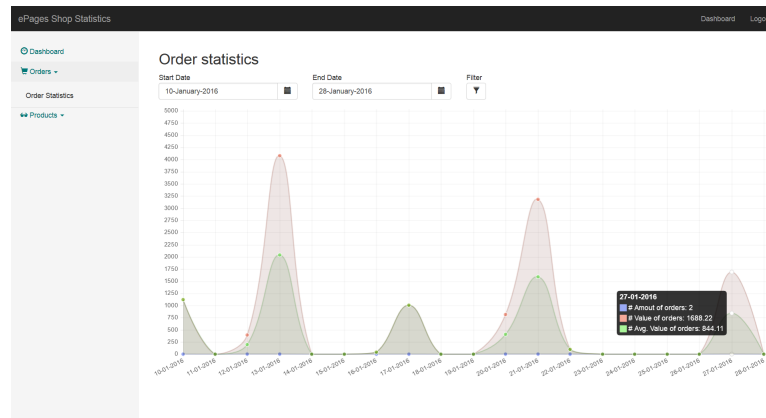 ePages Shop Statistics
Dashboard
Logo
Dashboard
Orders
Order Statistics
Products
Order statistics
Start Date
End Date
Filter
10-January-2016
28-January-2016
5000
4750
4500
4250
4000
3750
3500
3250
3000
2750
2500
2250
2000
1750
1500
1250
1000
750
500
250
0
27-01-2016
# Amout of orders: 2
# Value of orders: 1688.22
# Avg. Value of orders: 844.11
10-01-2016
11-01-2016
12-01-2016
13-01-2016
14-01-2016
15-01-2016
16-01-2016
17-01-2016
18-01-2016
19-01-2016
20-01-2016
21-01-2016
22-01-2016
23-01-2016
24-01-2016
25-01-2016
26-01-2016
27-01-2016
28-01-2016